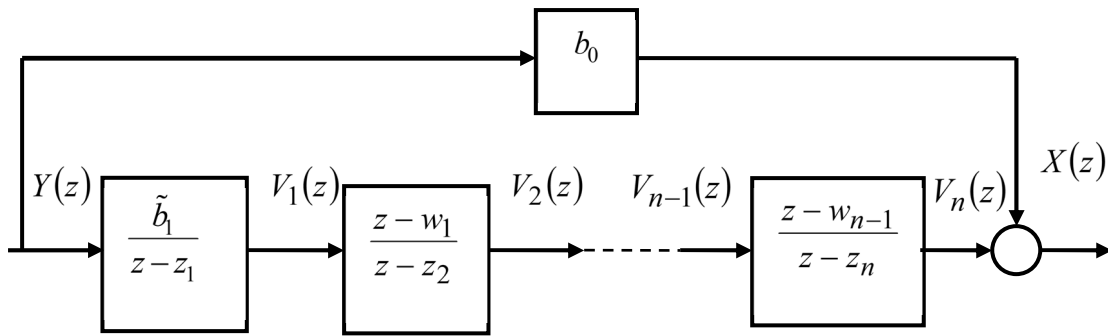 b₀
Y(z)
b̃₁ / (z − z₁)
V₁(z)
(z − w₁) / (z − z₂)
V₂(z)
Vₙ₋₁(z)
(z − wₙ₋₁) / (z − zₙ)
Vₙ(z)
X(z)